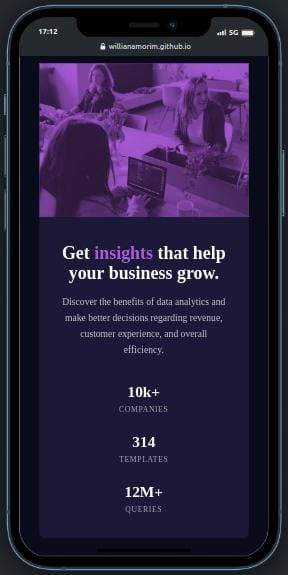 17:12
5G
willianamorim.github.io
Get insights that help
your business grow.
Discover the benefits of data analytics and
make better decisions regarding revenue,
customer experience, and overall
efficiency.
10k+
COMPANIES
314
TEMPLATES
12M+
QUERIES